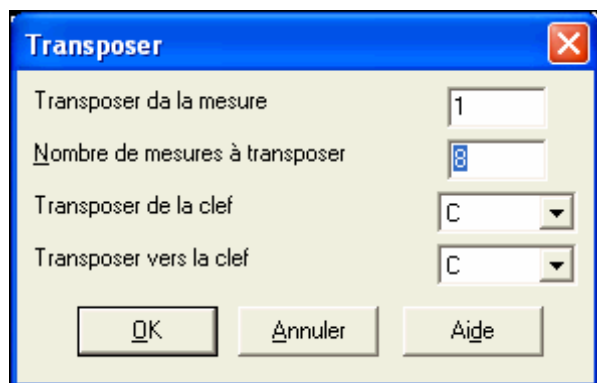 Transposer
Transposer da la mesure 1
Nombre de mesures à transposer 8
Transposer de la clef C
Transposer vers la clef C
OK Annuler Aide